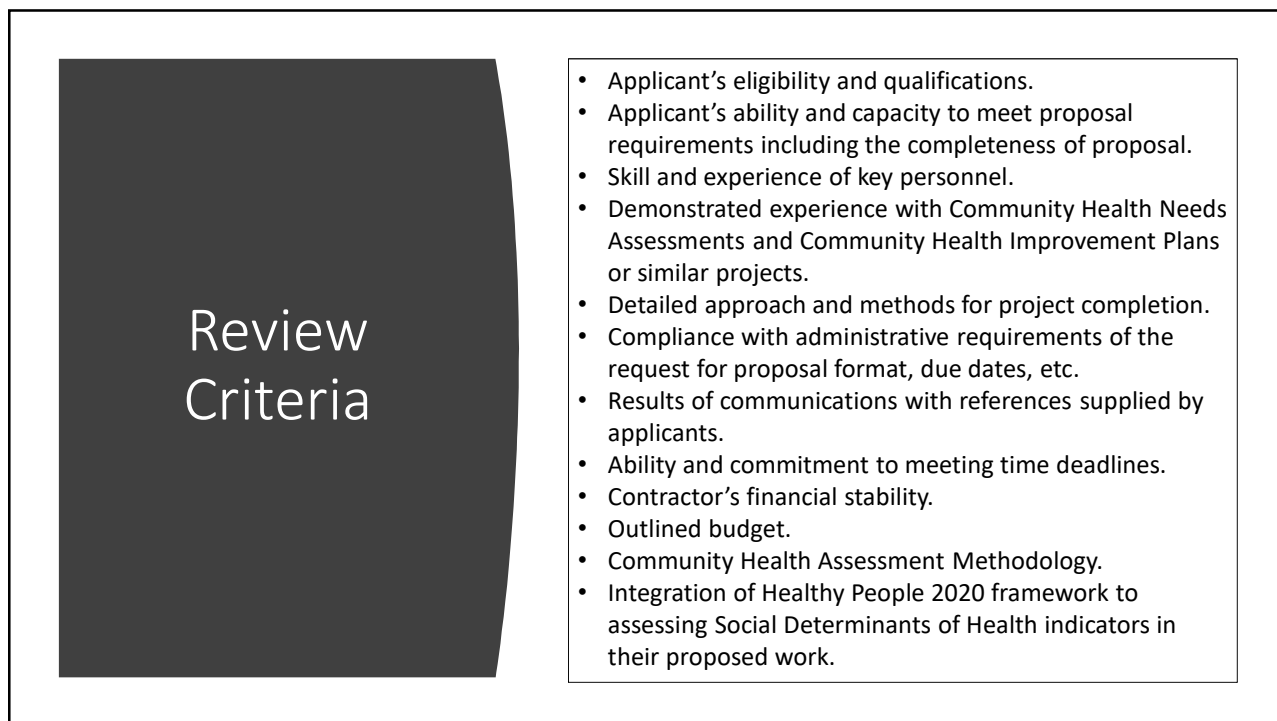 Review
Criteria
• Applicant’s eligibility and qualifications.
• Applicant’s ability and capacity to meet proposal
requirements including the completeness of proposal.
• Skill and experience of key personnel.
• Demonstrated experience with Community Health Needs
Assessments and Community Health Improvement Plans
or similar projects.
• Detailed approach and methods for project completion.
• Compliance with administrative requirements of the
request for proposal format, due dates, etc.
• Results of communications with references supplied by
applicants.
• Ability and commitment to meeting time deadlines.
• Contractor’s financial stability.
• Outlined budget.
• Community Health Assessment Methodology.
• Integration of Healthy People 2020 framework to
assessing Social Determinants of Health indicators in
their proposed work.